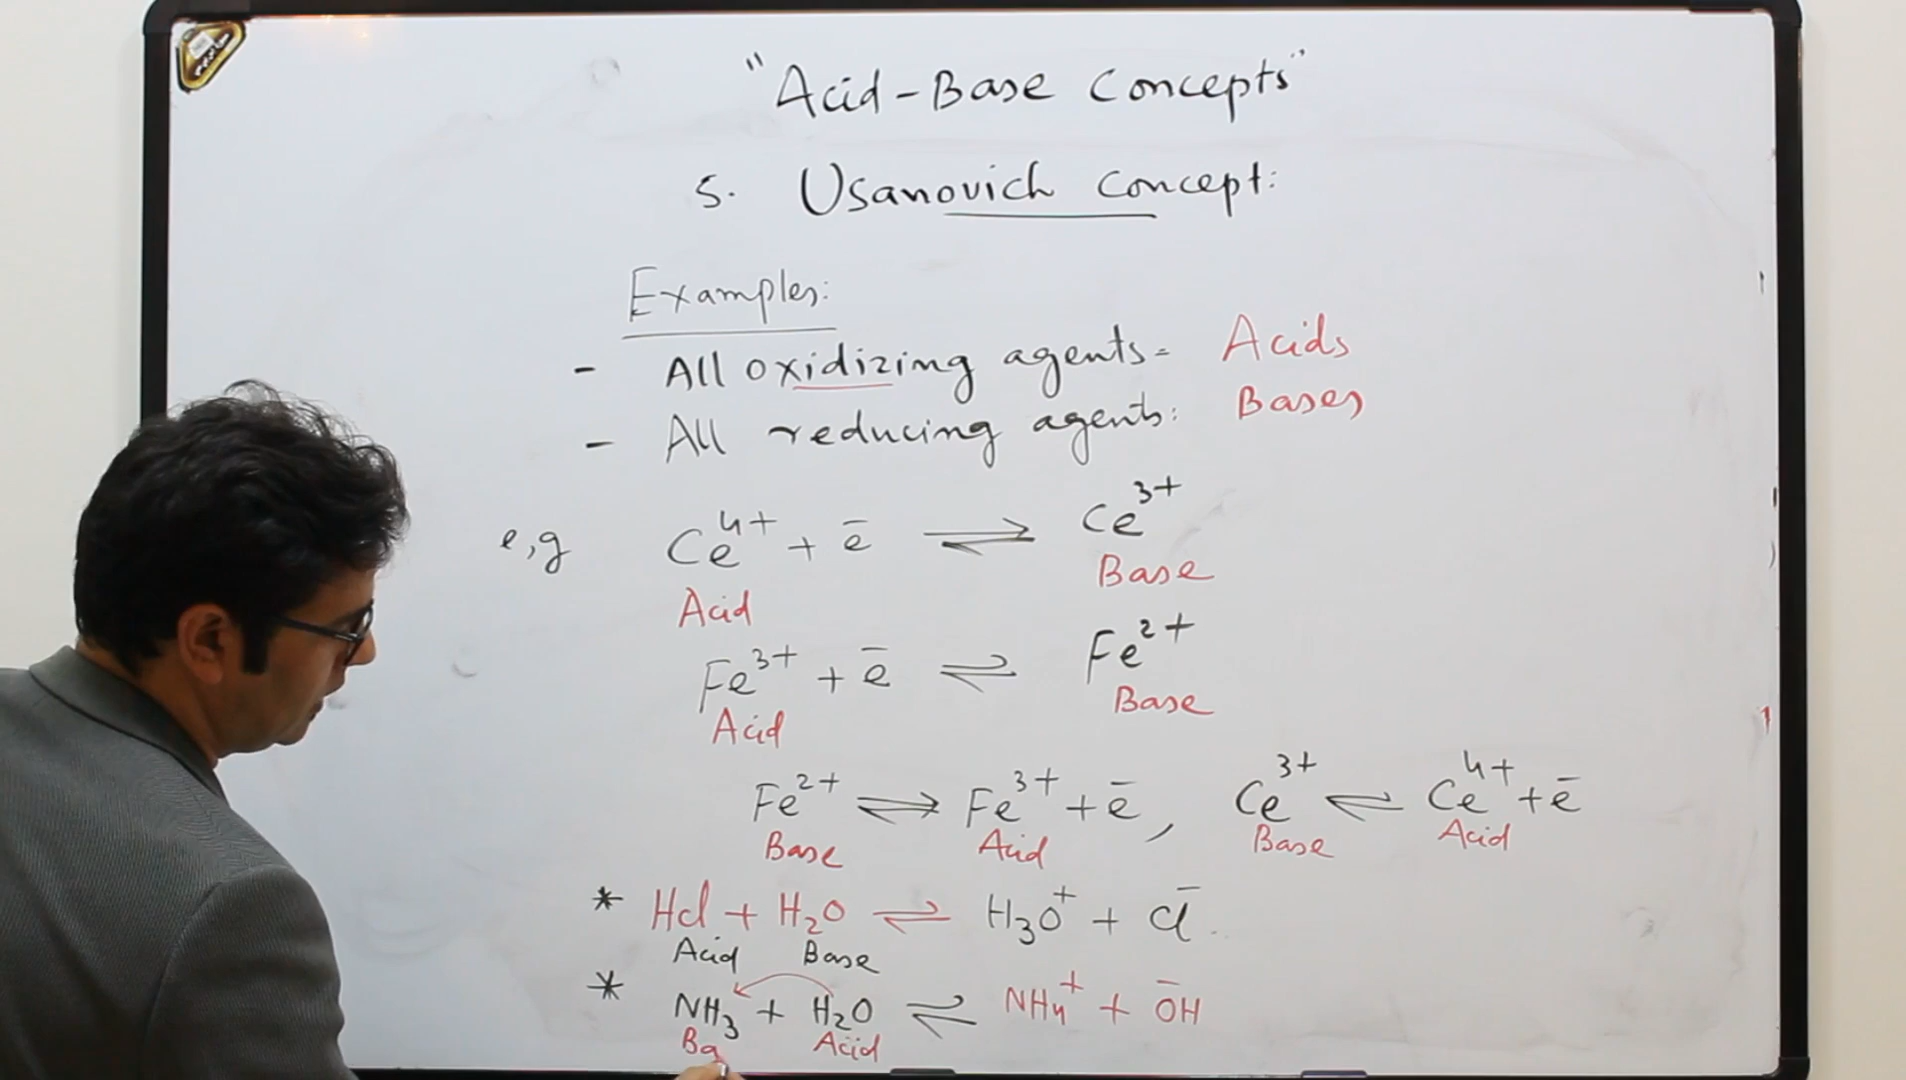 "Acid-Base Concepts"
5. Usanovich Concept:
Examples:
- All oxidizing agents = Acids
- All reducing agents: Bases
e,g Ce⁴⁺ + ē ⇌ Ce³⁺
Acid Base
Fe³⁺ + ē ⇌ Fe²⁺
Acid Base
Fe²⁺ ⇌ Fe³⁺ + ē, Ce³⁺ ⇌ Ce⁴⁺ + ē
Base Acid Base Acid
* HCl + H₂O ⇌ H₃O⁺ + Cl⁻
Acid Base
* NH₃ + H₂O ⇌ NH₄⁺ + ⁻OH
Ba Acid